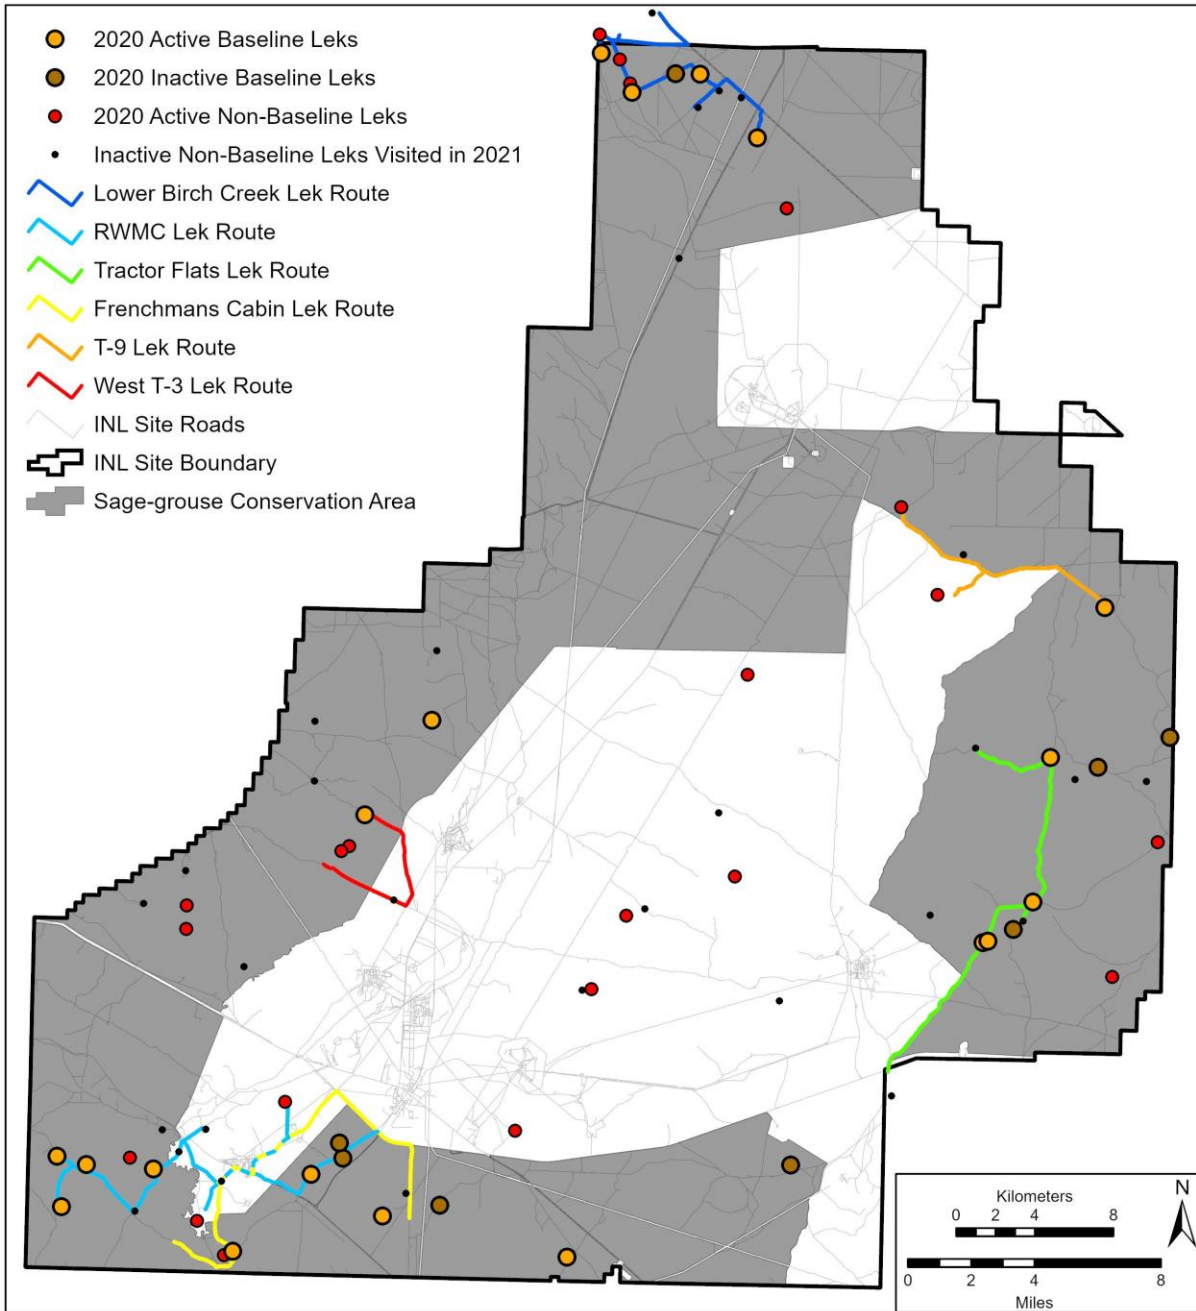 2020 Active Baseline Leks
2020 Inactive Baseline Leks
2020 Active Non-Baseline Leks
Inactive Non-Baseline Leks Visited in 2021
Lower Birch Creek Lek Route
RWMC Lek Route
Tractor Flats Lek Route
Frenchmans Cabin Lek Route
T-9 Lek Route
West T-3 Lek Route
INL Site Roads
INL Site Boundary
Sage-grouse Conservation Area
Kilometers
0 2 4 8
0 2 4 8
Miles
N